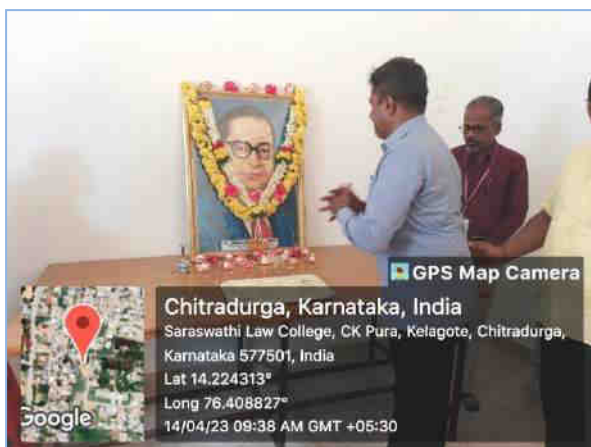 GPS Map Camera
Chitradurga, Karnataka, India
Saraswathi Law College, CK Pura, Kelagote, Chitradurga,
Karnataka 577501, India
Lat 14.224313°
Long 76.408827°
14/04/23 09:38 AM GMT +05:30
Google